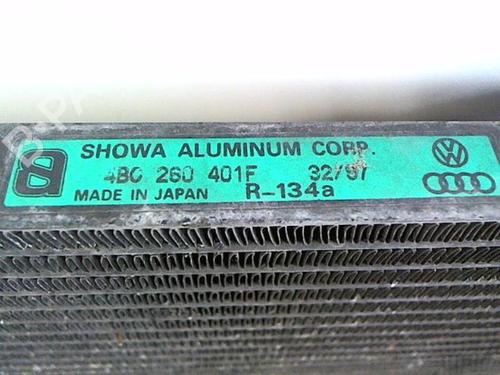 SHOWA ALUMINUM CORP.
4B0 260 401F 32/97
MADE IN JAPAN R-134a